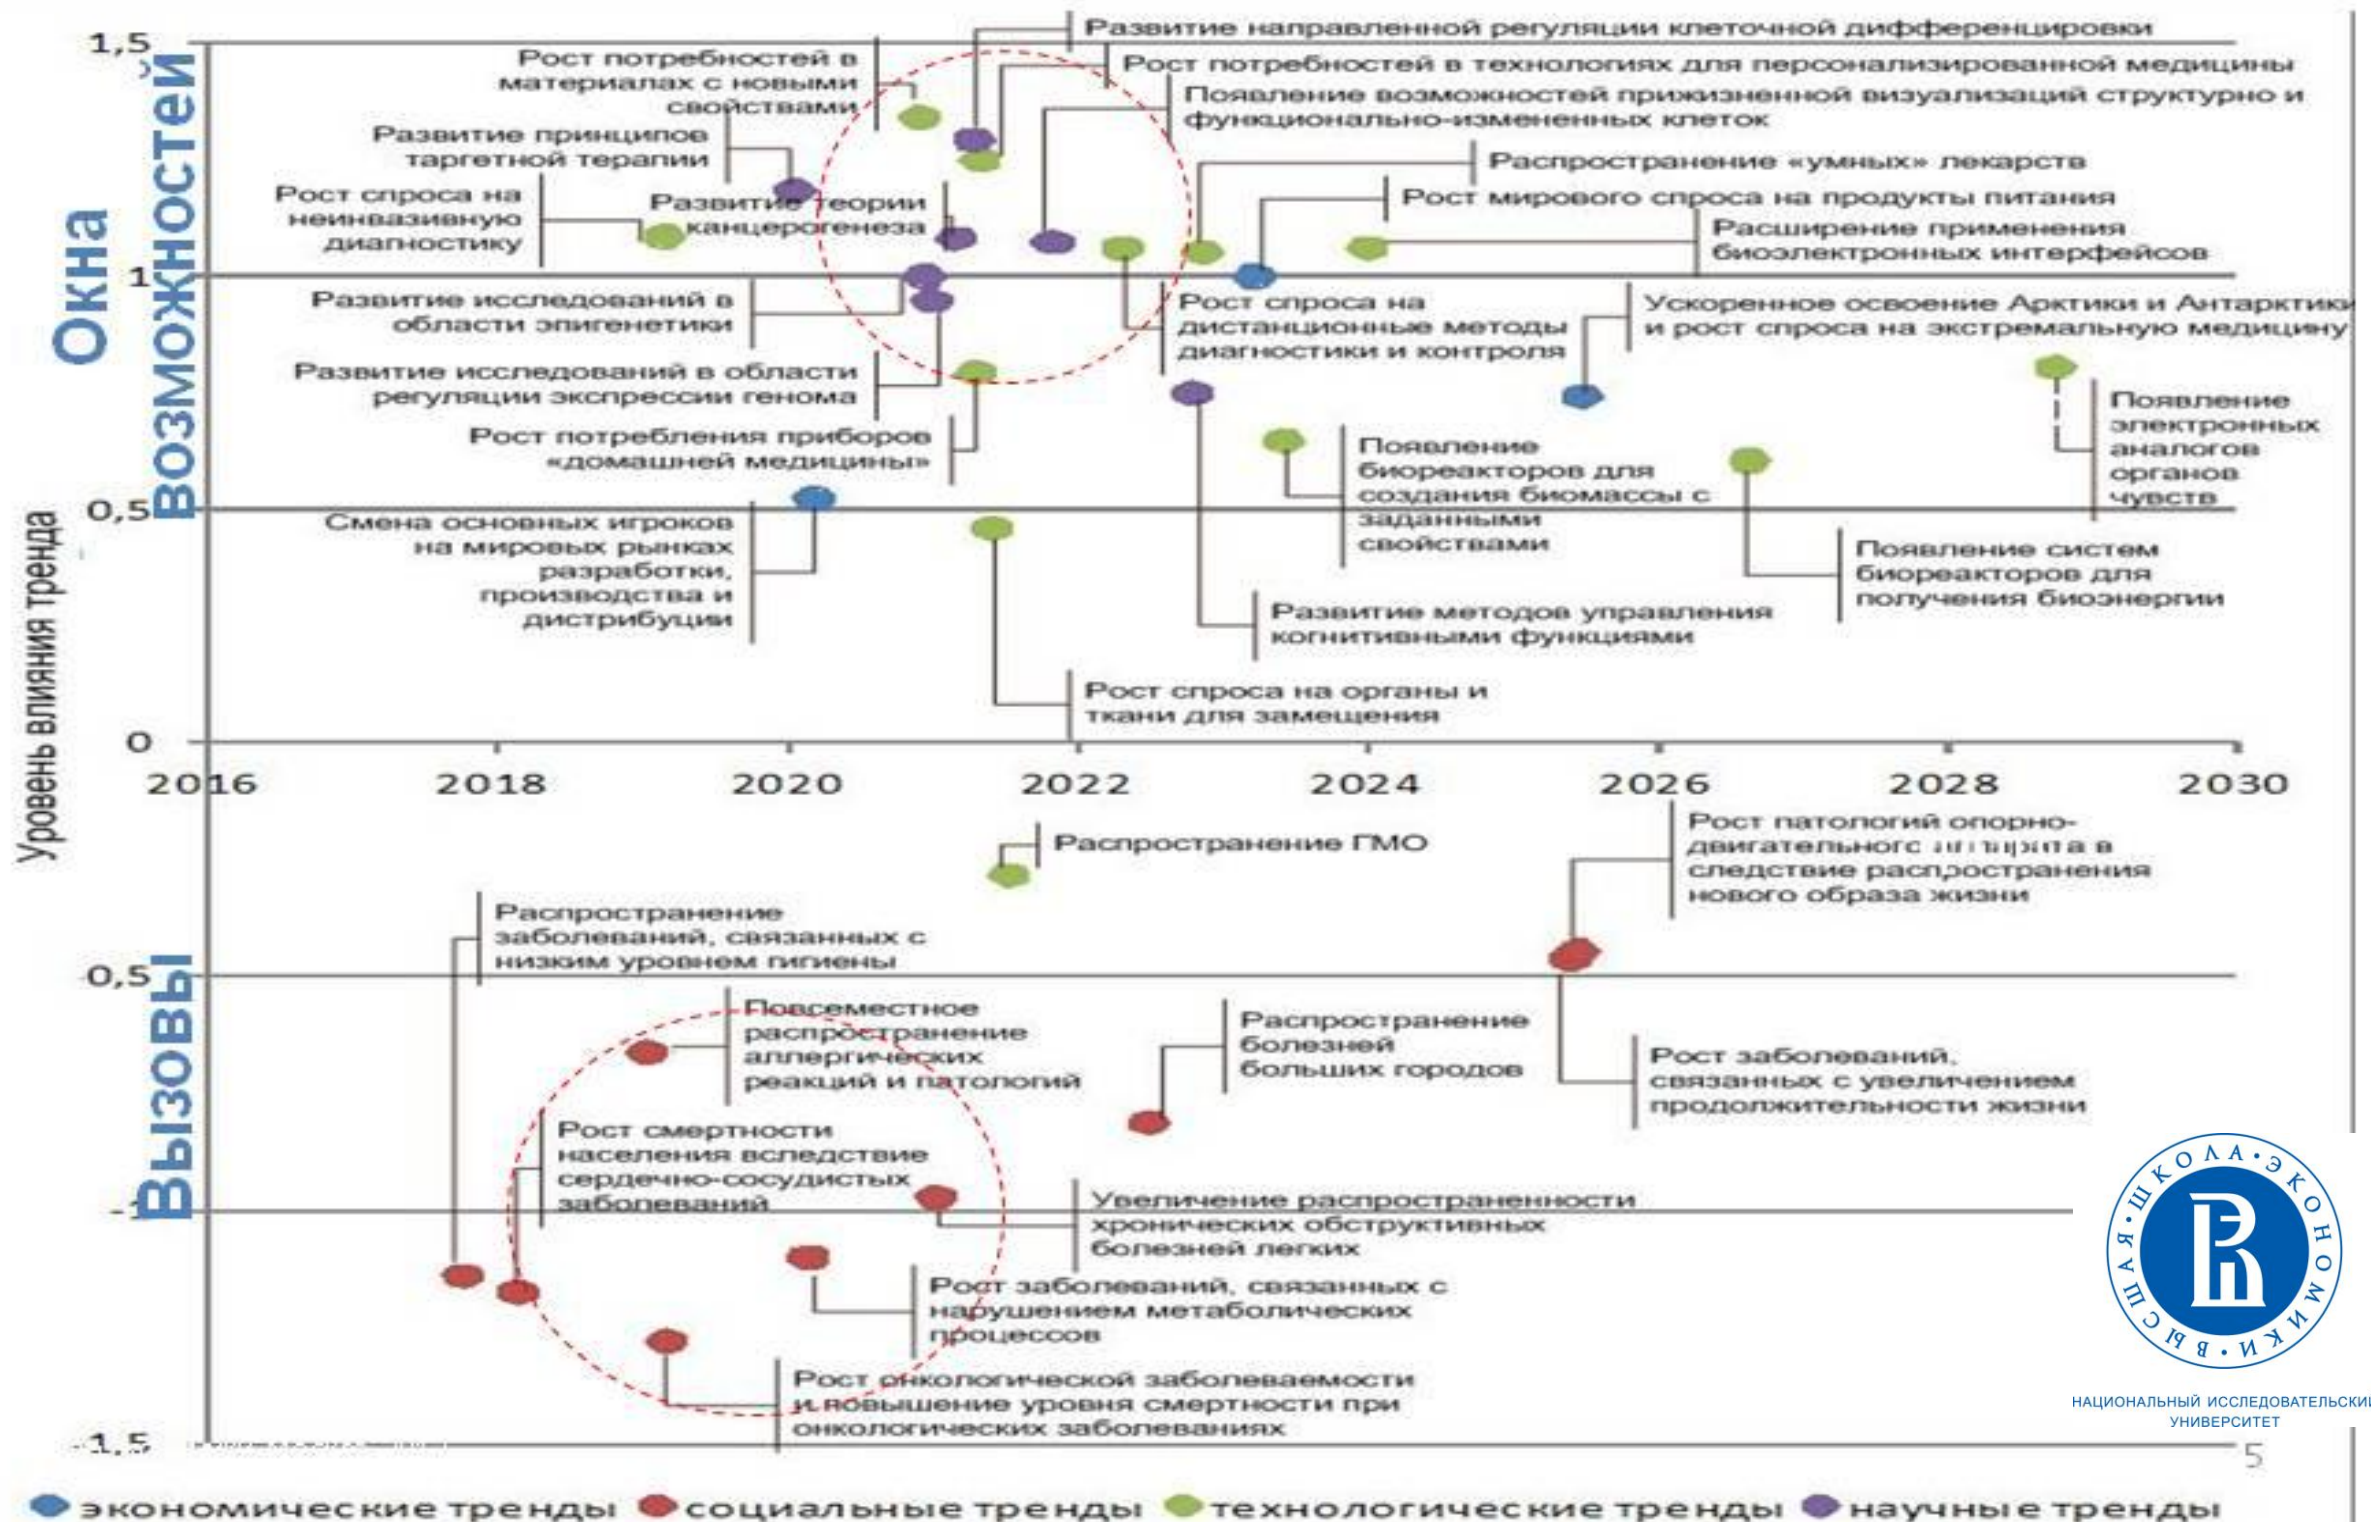 Окна
возможностей
Вызовы
Уровень влияния тренда
1,5
1
0,5
0
0,5
-1
-1,5
2016
2018
2020
2022
2024
2026
2028
2030
Развитие направленной регуляции клеточной дифференцировки
Рост потребностей в
материалах с новыми
свойствами
Рост потребностей в технологиях для персонализированной медицины
Появление возможностей прижизненной визуализаций структурно и
функционально-измененных клеток
Развитие принципов
таргетной терапии
Распространение «умных» лекарств
Рост спроса на
неинвазивную
диагностику
Развитие теории
канцерогенеза
Рост мирового спроса на продукты питания
Расширение применения
биоэлектронных интерфейсов
Развитие исследований в
области эпигенетики
Рост спроса на
дистанционные методы
диагностики и контроля
Ускоренное освоение Арктики и Антарктики
и рост спроса на экстремальную медицину
Развитие исследований в области
регуляции экспрессии генома
Появление
электронных
аналогов
органов
чувств
Рост потребления приборов
«домашней медицины»
Появление
биореакторов для
создания биомассы с
заданными
свойствами
Смена основных игроков
на мировых рынках
разработки,
производства и
дистрибуции
Появление систем
биореакторов для
получения биоэнергии
Развитие методов управления
когнитивными функциями
Рост спроса на органы и
ткани для замещения
Распространение ГМО
Рост патологий опорно-
двигательного в
следствие распространения
нового образа жизни
Распространение
заболеваний, связанных с
низким уровнем гигиены
Повсеместное
распространение
аллергических
реакций и патологий
Распространение
болезней
больших городов
Рост заболеваний,
связанных с увеличением
продолжительности жизни
Рост смертности
населения вследствие
сердечно-сосудистых
заболеваний
Увеличение распространенности
хронических обструктивных
болезней легких
Рост заболеваний, связанных с
нарушением метаболических
процессов
Рост онкологической заболеваемости
и повышение уровня смертности при
онкологических заболеваниях
ВЫСШАЯ • ШКОЛА • ЭКОНОМИКИ
НАЦИОНАЛЬНЫЙ ИССЛЕДОВАТЕЛЬСКИЙ
УНИВЕРСИТЕТ
5
экономические тренды социальные тренды технологические тренды научные тренды